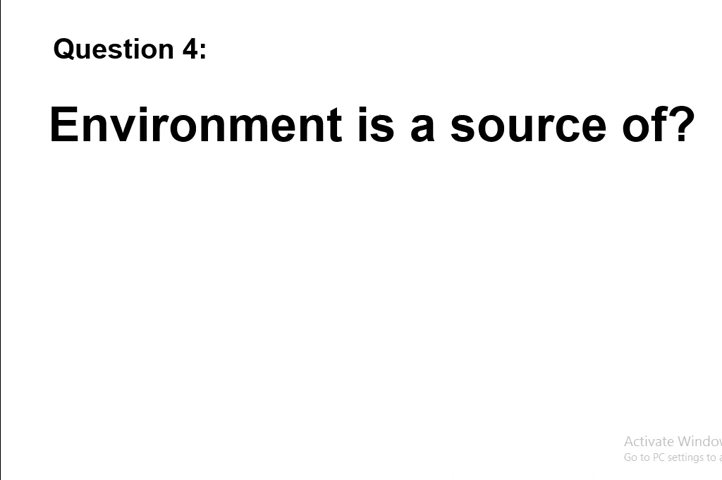 Question 4:
Environment is a source of?
Activate Windo
Go to PC settings to